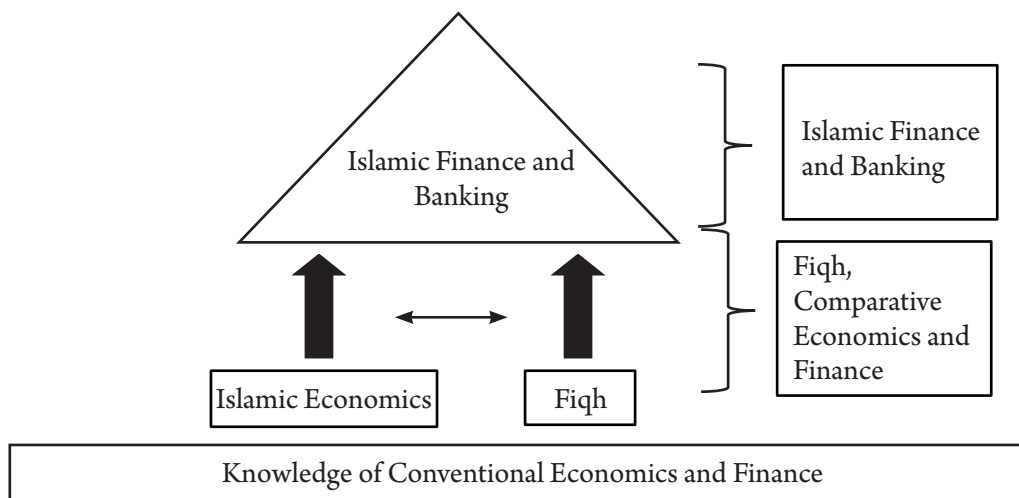 Islamic Finance and
Banking
Islamic Finance
and Banking
Fiqh,
Comparative
Economics and
Finance
Islamic Economics
Fiqh
Knowledge of Conventional Economics and Finance